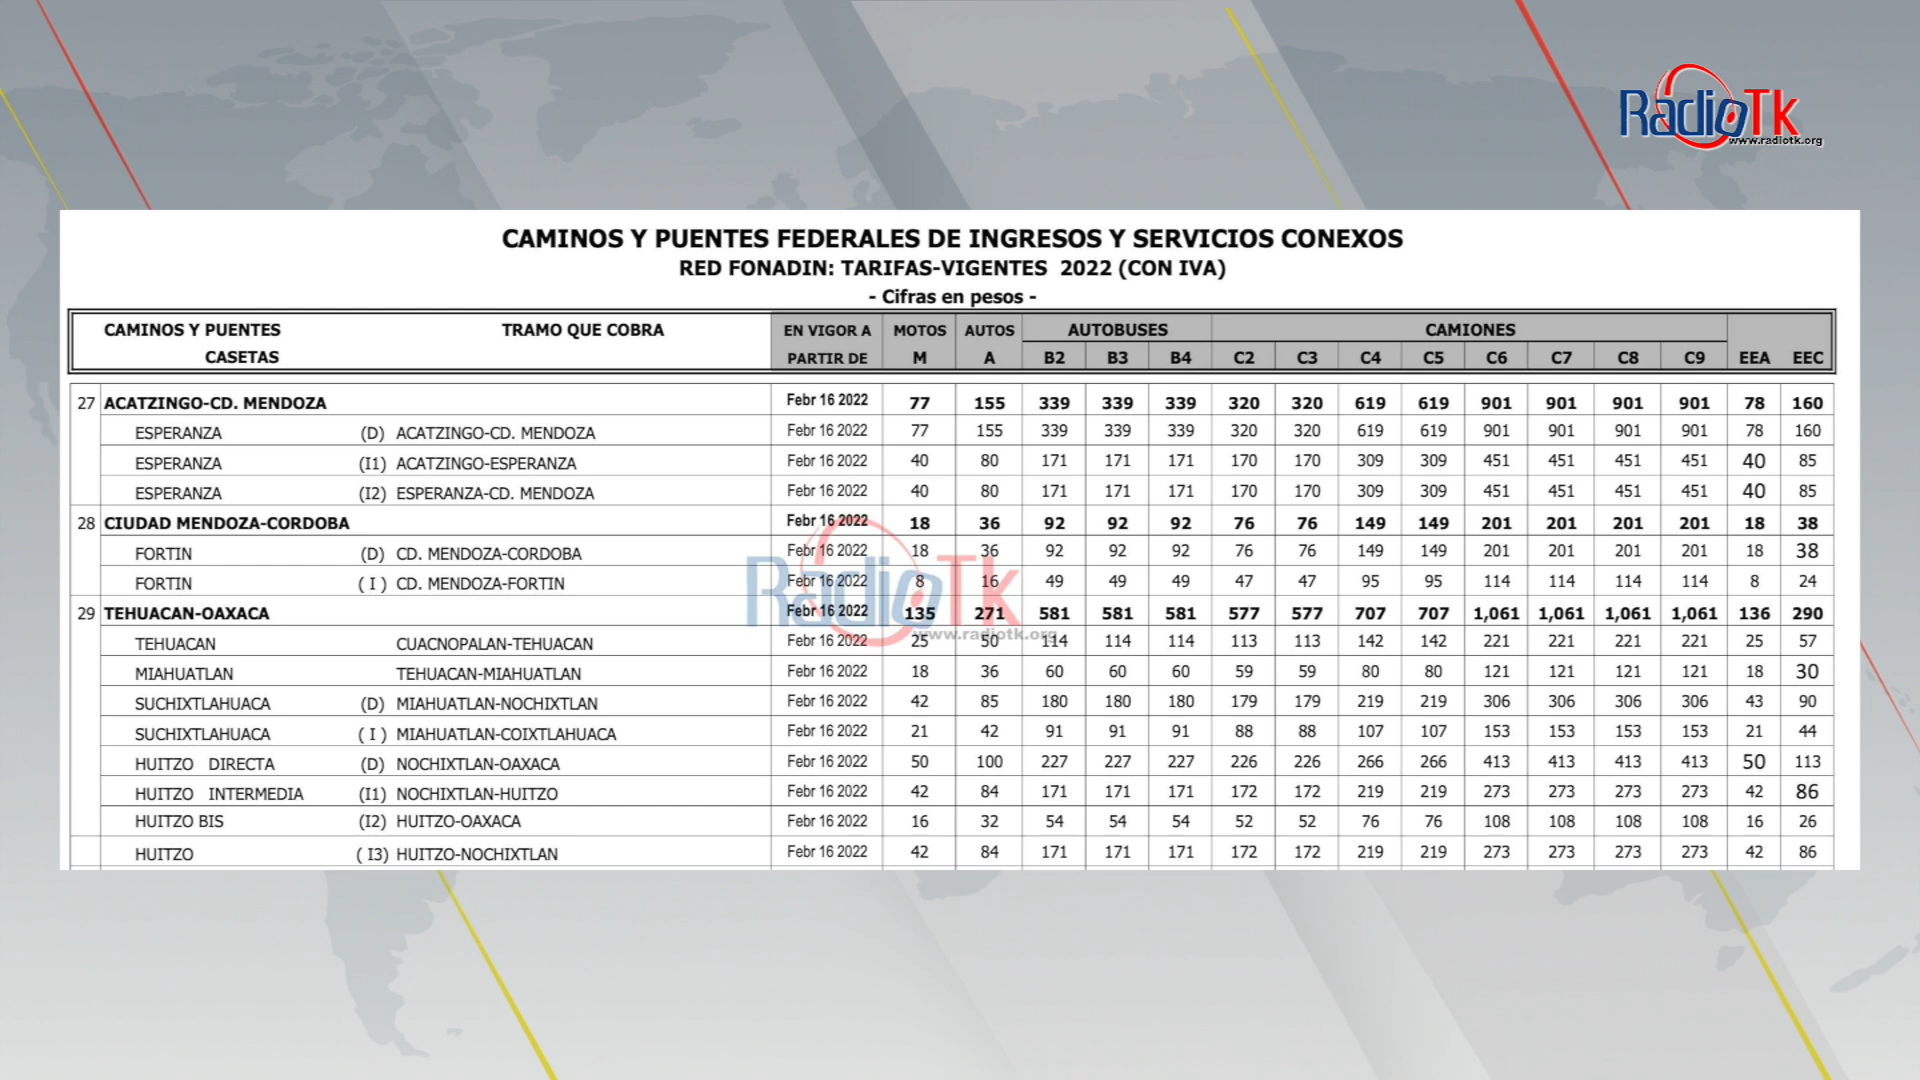 RadioTk
www.radiotk.org
CAMINOS Y PUENTES FEDERALES DE INGRESOS Y SERVICIOS CONEXOS
RED FONADIN: TARIFAS-VIGENTES 2022 (CON IVA)
- Cifras en pesos -
CAMINOS Y PUENTES TRAMO QUE COBRA EN VIGOR A MOTOS AUTOS AUTOBUSES CAMIONES
CASETAS PARTIR DE M A B2 B3 B4 C2 C3 C4 C5 C6 C7 C8 C9 EEA EEC
27 ACATZINGO-CD. MENDOZA Febr 16 2022 77 155 339 339 339 320 320 619 619 901 901 901 901 78 160
ESPERANZA (D) ACATZINGO-CD. MENDOZA Febr 16 2022 77 155 339 339 339 320 320 619 619 901 901 901 901 78 160
ESPERANZA (I1) ACATZINGO-ESPERANZA Febr 16 2022 40 80 171 171 171 170 170 309 309 451 451 451 451 40 85
ESPERANZA (I2) ESPERANZA-CD. MENDOZA Febr 16 2022 40 80 171 171 171 170 170 309 309 451 451 451 451 40 85
28 CIUDAD MENDOZA-CORDOBA Febr 16 2022 18 36 92 92 92 76 76 149 149 201 201 201 201 18 38
FORTIN (D) CD. MENDOZA-CORDOBA Febr 16 2022 18 36 92 92 92 76 76 149 149 201 201 201 201 18 38
FORTIN ( I ) CD. MENDOZA-FORTIN Febr 16 2022 8 16 49 49 49 47 47 95 95 114 114 114 114 8 24
RadioTk
29 TEHUACAN-OAXACA Febr 16 2022 135 271 581 581 581 577 577 707 707 1,061 1,061 1,061 1,061 136 290
www.radiotk.org
TEHUACAN CUACNOPALAN-TEHUACAN Febr 16 2022 25 50 114 114 114 113 113 142 142 221 221 221 221 25 57
MIAHUATLAN TEHUACAN-MIAHUATLAN Febr 16 2022 18 36 60 60 60 59 59 80 80 121 121 121 121 18 30
SUCHIXTLAHUACA (D) MIAHUATLAN-NOCHIXTLAN Febr 16 2022 42 85 180 180 180 179 179 219 219 306 306 306 306 43 90
SUCHIXTLAHUACA ( I ) MIAHUATLAN-COIXTLAHUACA Febr 16 2022 21 42 91 91 91 88 88 107 107 153 153 153 153 21 44
HUITZO DIRECTA (D) NOCHIXTLAN-OAXACA Febr 16 2022 50 100 227 227 227 226 226 266 266 413 413 413 413 50 113
HUITZO INTERMEDIA (I1) NOCHIXTLAN-HUITZO Febr 16 2022 42 84 171 171 171 172 172 219 219 273 273 273 273 42 86
HUITZO BIS (I2) HUITZO-OAXACA Febr 16 2022 16 32 54 54 54 52 52 76 76 108 108 108 108 16 26
HUITZO ( I3) HUITZO-NOCHIXTLAN Febr 16 2022 42 84 171 171 171 172 172 219 219 273 273 273 273 42 86